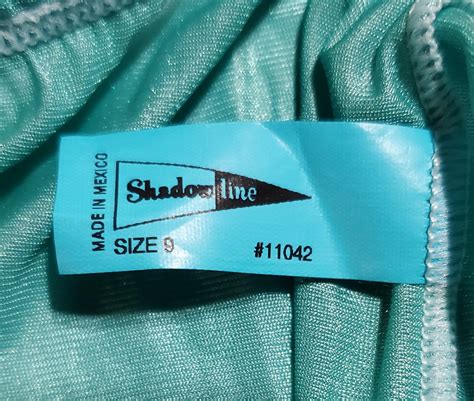 MADE IN MEXICO
Shadowline
SIZE 9 #11042